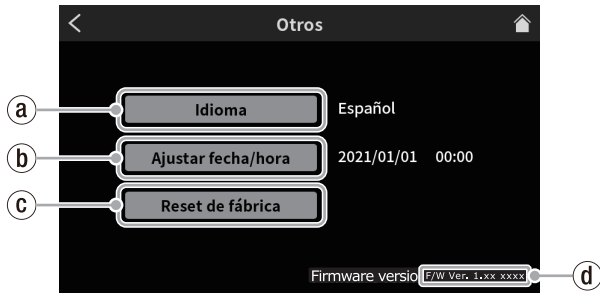 Otros
a
Idioma
Español
b
Ajustar fecha/hora
2021/01/01 00:00
c
Reset de fábrica
Firmware versio F/W Ver. 1.xx xxxx
d